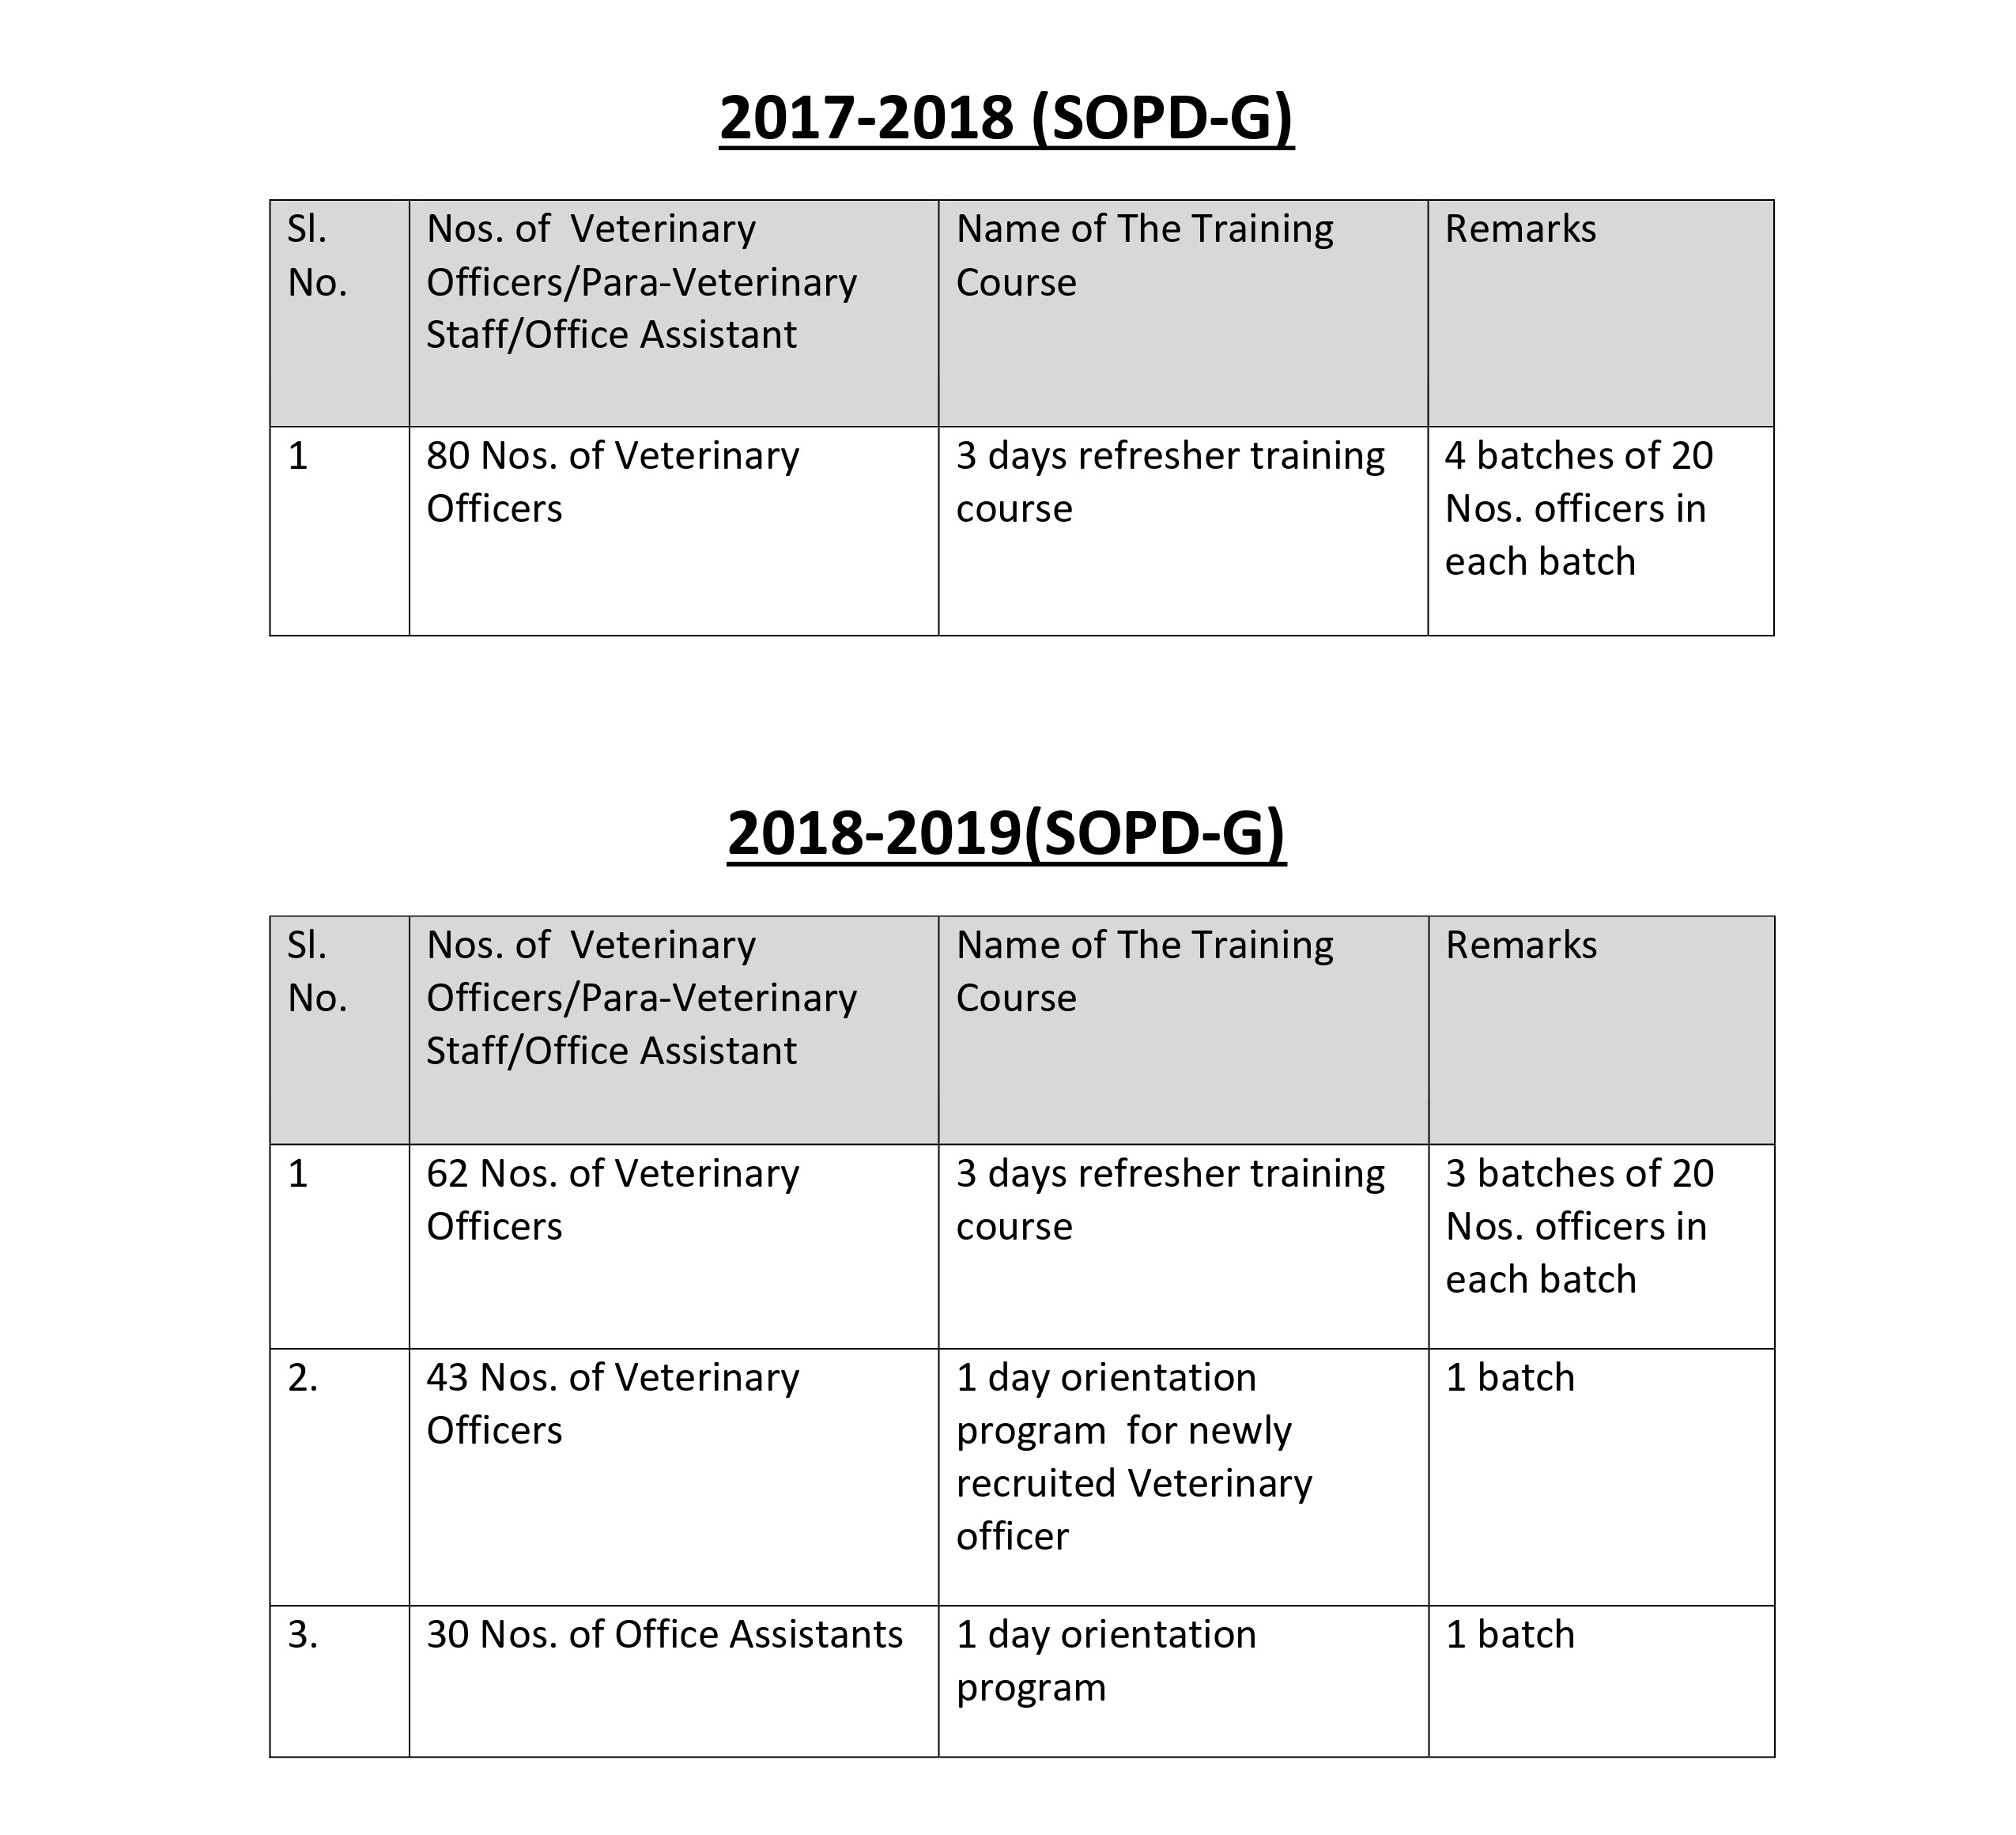 2017-2018 (SOPD-G)
Sl.
No.
Nos. of  Veterinary
Officers/Para-Veterinary
Staff/Office Assistant
Name of The Training
Course
Remarks
1
80 Nos. of Veterinary
Officers
3 days refresher training
course
4 batches of 20
Nos. officers in
each batch
2018-2019(SOPD-G)
Sl.
No.
Nos. of  Veterinary
Officers/Para-Veterinary
Staff/Office Assistant
Name of The Training
Course
Remarks
1
62 Nos. of Veterinary
Officers
3 days refresher training
course
3 batches of 20
Nos. officers in
each batch
2.
43 Nos. of Veterinary
Officers
1 day orientation
program  for newly
recruited Veterinary
officer
1 batch
3.
30 Nos. of Office Assistants
1 day orientation
program
1 batch